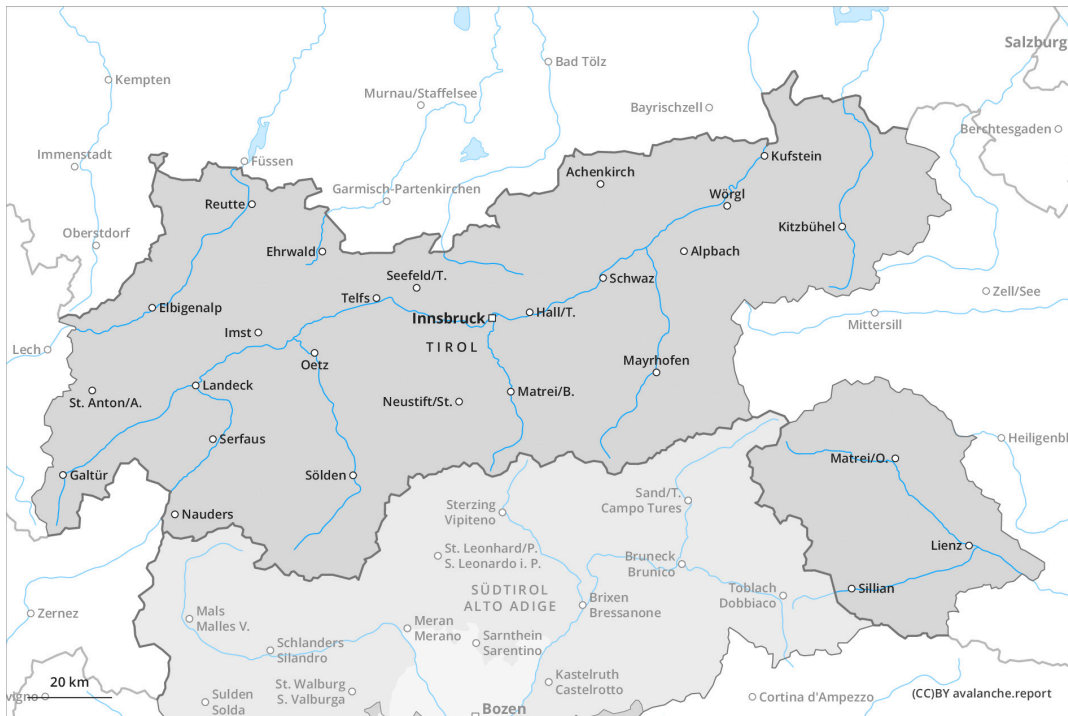 Salzburg
Kempten
Bad Tölz
Murnau/Staffelsee
Bayrischzell
Berchtesgaden
Immenstadt
Füssen
Kufstein
Achenkirch
Garmisch-Partenkirchen
Reutte
Wörgl
Oberstdorf
Kitzbühel
Ehrwald
Alpbach
Seefeld/T.
Schwaz
Telfs
Zell/See
Elbigenalp
Innsbruck
Hall/T.
Mittersill
Imst
TIROL
Lech
Oetz
Mayrhofen
Landeck
Matrei/B.
St. Anton/A.
Neustift/St.
Serfaus
Heiligenbl
Matrei/O.
Galtür
Sölden
Sand/T.
Campo Tures
Sterzing
Vipiteno
Nauders
Lienz
St. Leonhard/P.
S. Leonardo i. P.
Bruneck
Brunico
SÜDTIROL
ALTO ADIGE
Toblach
Dobbiaco
Sillian
Brixen
Bressanone
Zernez
Mals
Malles V.
Meran
Merano
Sarnthein
Sarentino
Schlanders
Silandro
Kastelruth
Castelrotto
20 km
St. Walburg
S. Valburga
vigno
Sulden
Solda
Cortina d'Ampezzo
(CC)BY avalanche.report
Bozen